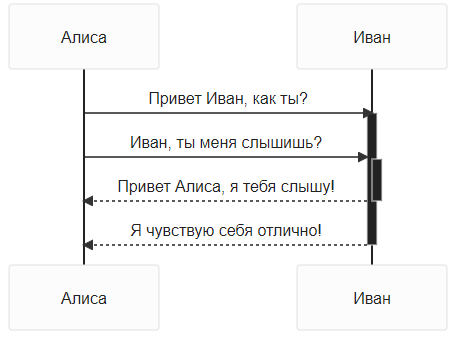 Алиса
Иван
Привет Иван, как ты?
Иван, ты меня слышишь?
Привет Алиса, я тебя слышу!
Я чувствую себя отлично!
Алиса
Иван